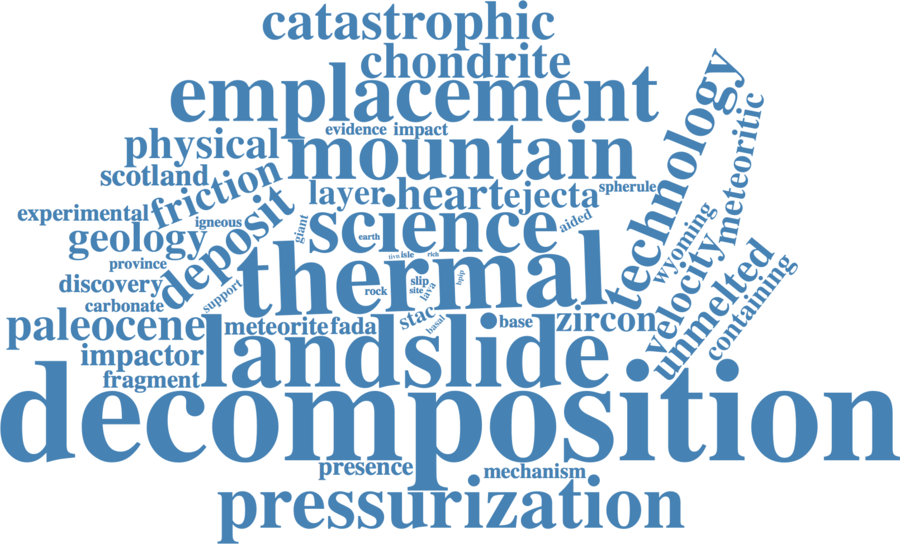 catastrophic
chondrite
emplacement
evidence impact
physical mountain
technology
meteoritic
scotland
friction
layer heart ejecta spherule
experimental
igneous
deposit
giant
science
aided
geology
earth
province
thermal
tiva isle rich
wyoming
velocity
discovery
support
rock
slip
site
lava
bpip
unmelted
containing
carbonate
paleocene
meteorite fada
stac
basal
base
zircon
impactor
landslide
fragment
decomposition
presence
mechanism
pressurization